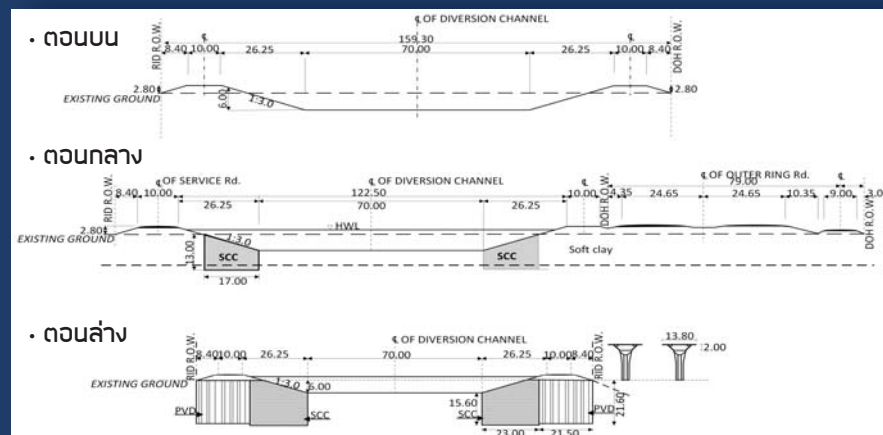 • ตอนบน
℄ OF DIVERSION CHANNEL
159.30
RID R.O.W.
8.40 10.00 26.25 70.00 26.25 10.00 8.40
DOH R.O.W.
℄
℄
2.80
2.80
EXISTING GROUND
6.00
1:3.0
• ตอนกลาง
℄ OF SERVICE Rd.
℄ OF DIVERSION CHANNEL
℄ OF OUTER RING Rd.
79.00
℄
RID R.O.W.
8.40 10.00 122.50 10.00 4.35 24.65 24.65 10.35 9.00 3.0
26.25 70.00 26.25
DOH R.O.W.
DOH R.O.W.
2.80
HWL
EXISTING GROUND
1:3.0
13.00
SCC
SCC
Soft clay
17.00
• ตอนล่าง
℄ OF DIVERSION CHANNEL
13.80
2.00
RID R.O.W.
8.40 10.00 26.25 70.00 26.25 10.00 8.40
RID R.O.W.
EXISTING GROUND
1:3.0
6.00
15.60
21.60
PVD
SCC
SCC
PVD
23.00 21.50